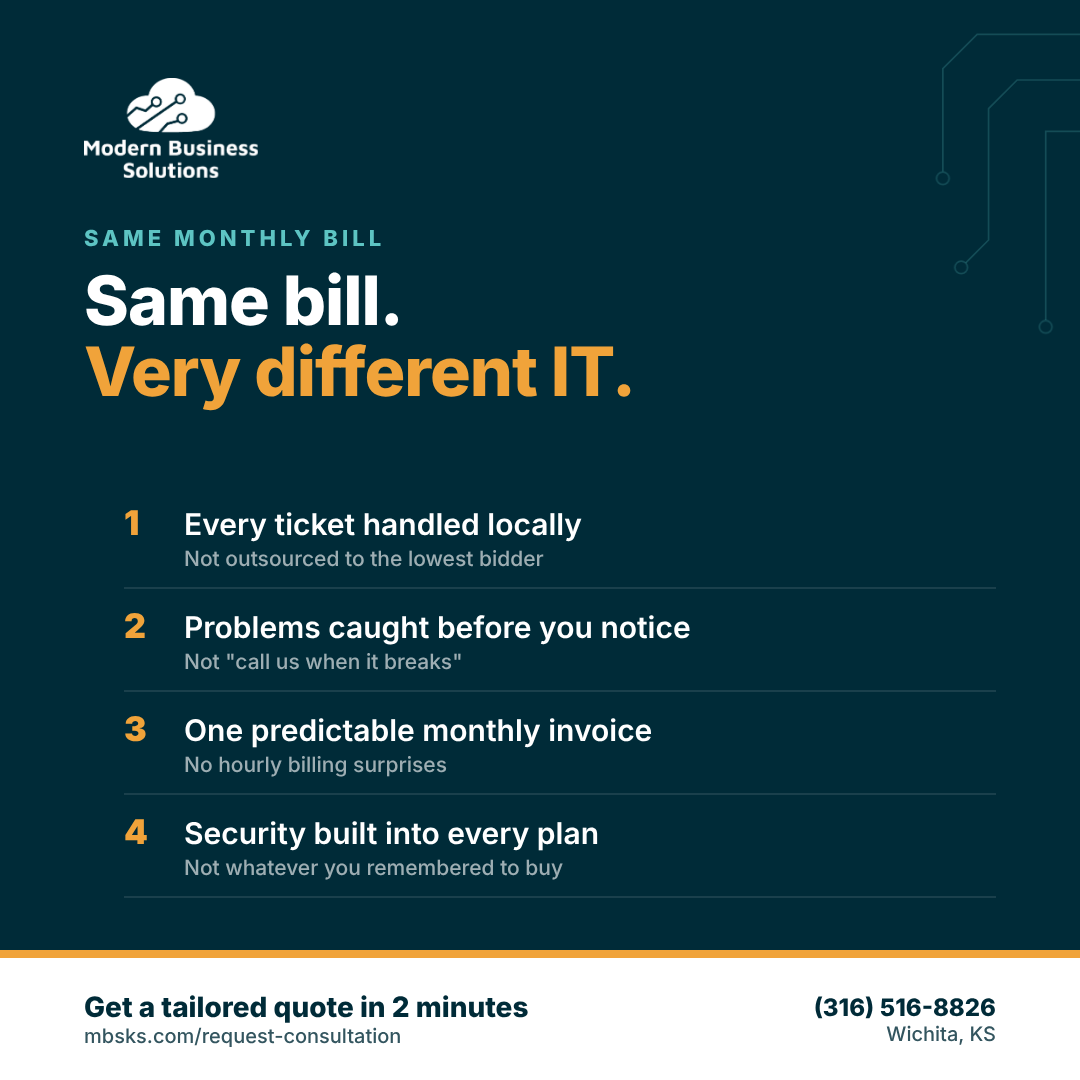 Modern Business
Solutions
SAME MONTHLY BILL
Same bill.
Very different IT.
1 Every ticket handled locally
Not outsourced to the lowest bidder
2 Problems caught before you notice
Not "call us when it breaks"
3 One predictable monthly invoice
No hourly billing surprises
4 Security built into every plan
Not whatever you remembered to buy
Get a tailored quote in 2 minutes
mbsks.com/request-consultation
(316) 516-8826
Wichita, KS